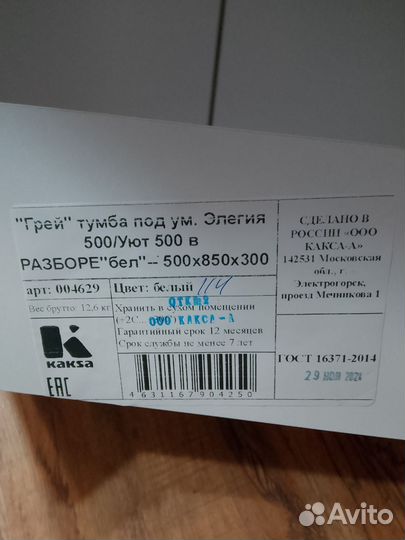 "Грей" тумба под ум. Элегия
500/Уют 500 в
РАЗБОРЕ"бел"-- 500х850х300
арт: 004629
Цвет: белый
Вес брутто: 12,6 кг
Хранить в сухом помещении
ОТК
ООО КАКСА-А
Гарантийный срок 12 месяцев
Срок службы не менее 7 лет
kaksa
ЕАС
4631167904250
СДЕЛАНО В
РОССИИ «ООО
КАКСА-А»
142531 Московская
обл., г.
Электрогорск,
проезд Мечникова 1
ГОСТ 16371-2014
29 НОЯ 2024
Avito